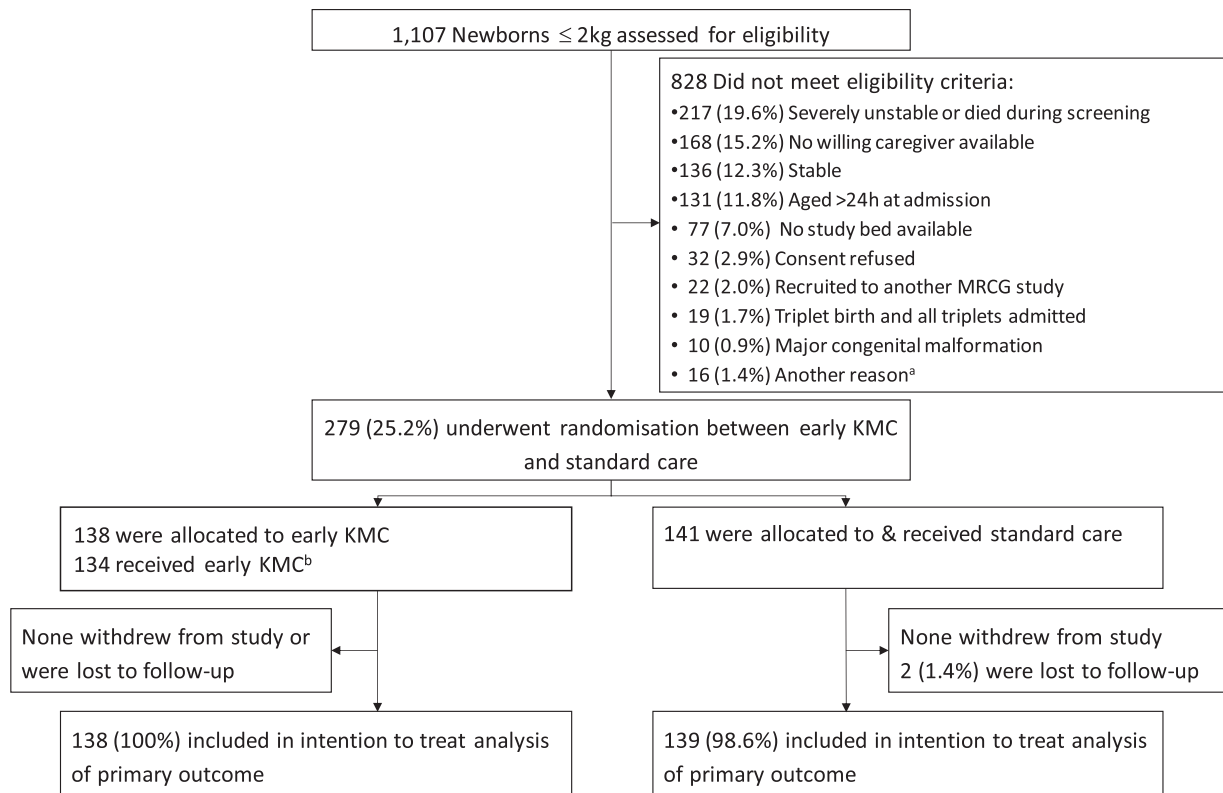 1,107 Newborns ≤ 2kg assessed for eligibility
828 Did not meet eligibility criteria:
•217 (19.6%) Severely unstable or died during screening
•168 (15.2%) No willing caregiver available
•136 (12.3%) Stable
•131 (11.8%) Aged >24h at admission
• 77 (7.0%) No study bed available
• 32 (2.9%) Consent refused
• 22 (2.0%) Recruited to another MRCG study
• 19 (1.7%) Triplet birth and all triplets admitted
• 10 (0.9%) Major congenital malformation
• 16 (1.4%) Another reasonᵃ
279 (25.2%) underwent randomisation between early KMC
and standard care
138 were allocated to early KMC
134 received early KMCᵇ
141 were allocated to & received standard care
None withdrew from study or
were lost to follow-up
None withdrew from study
2 (1.4%) were lost to follow-up
138 (100%) included in intention to treat analysis
of primary outcome
139 (98.6%) included in intention to treat analysis
of primary outcome